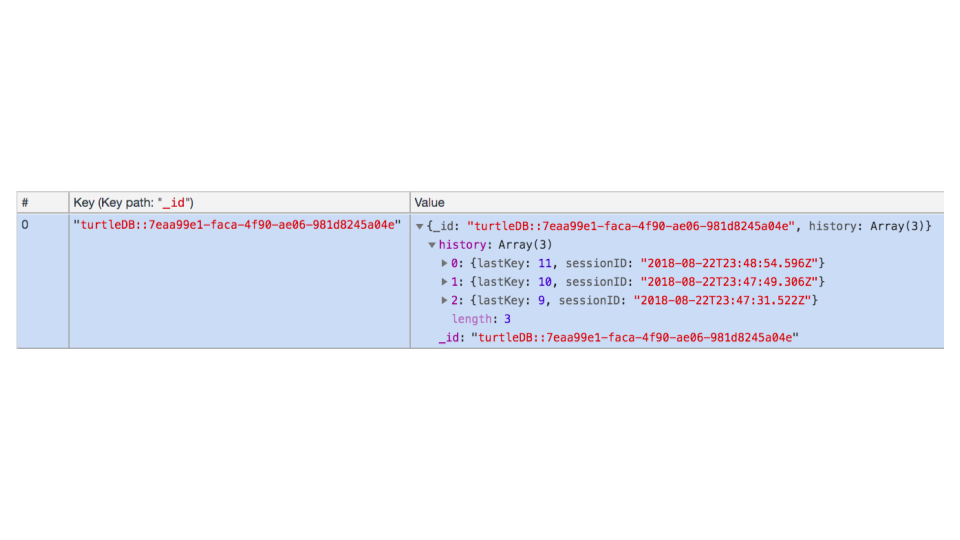 # Key (Key path: "_id") Value
0 "turtleDB::7eaa99e1-faca-4f90-ae06-981d8245a04e" ▼{_id: "turtleDB::7eaa99e1-faca-4f90-ae06-981d8245a04e", history: Array(3)}
▼history: Array(3)
▶0: {lastKey: 11, sessionID: "2018-08-22T23:48:54.596Z"}
▶1: {lastKey: 10, sessionID: "2018-08-22T23:47:49.306Z"}
▶2: {lastKey: 9, sessionID: "2018-08-22T23:47:31.522Z"}
length: 3
_id: "turtleDB::7eaa99e1-faca-4f90-ae06-981d8245a04e"